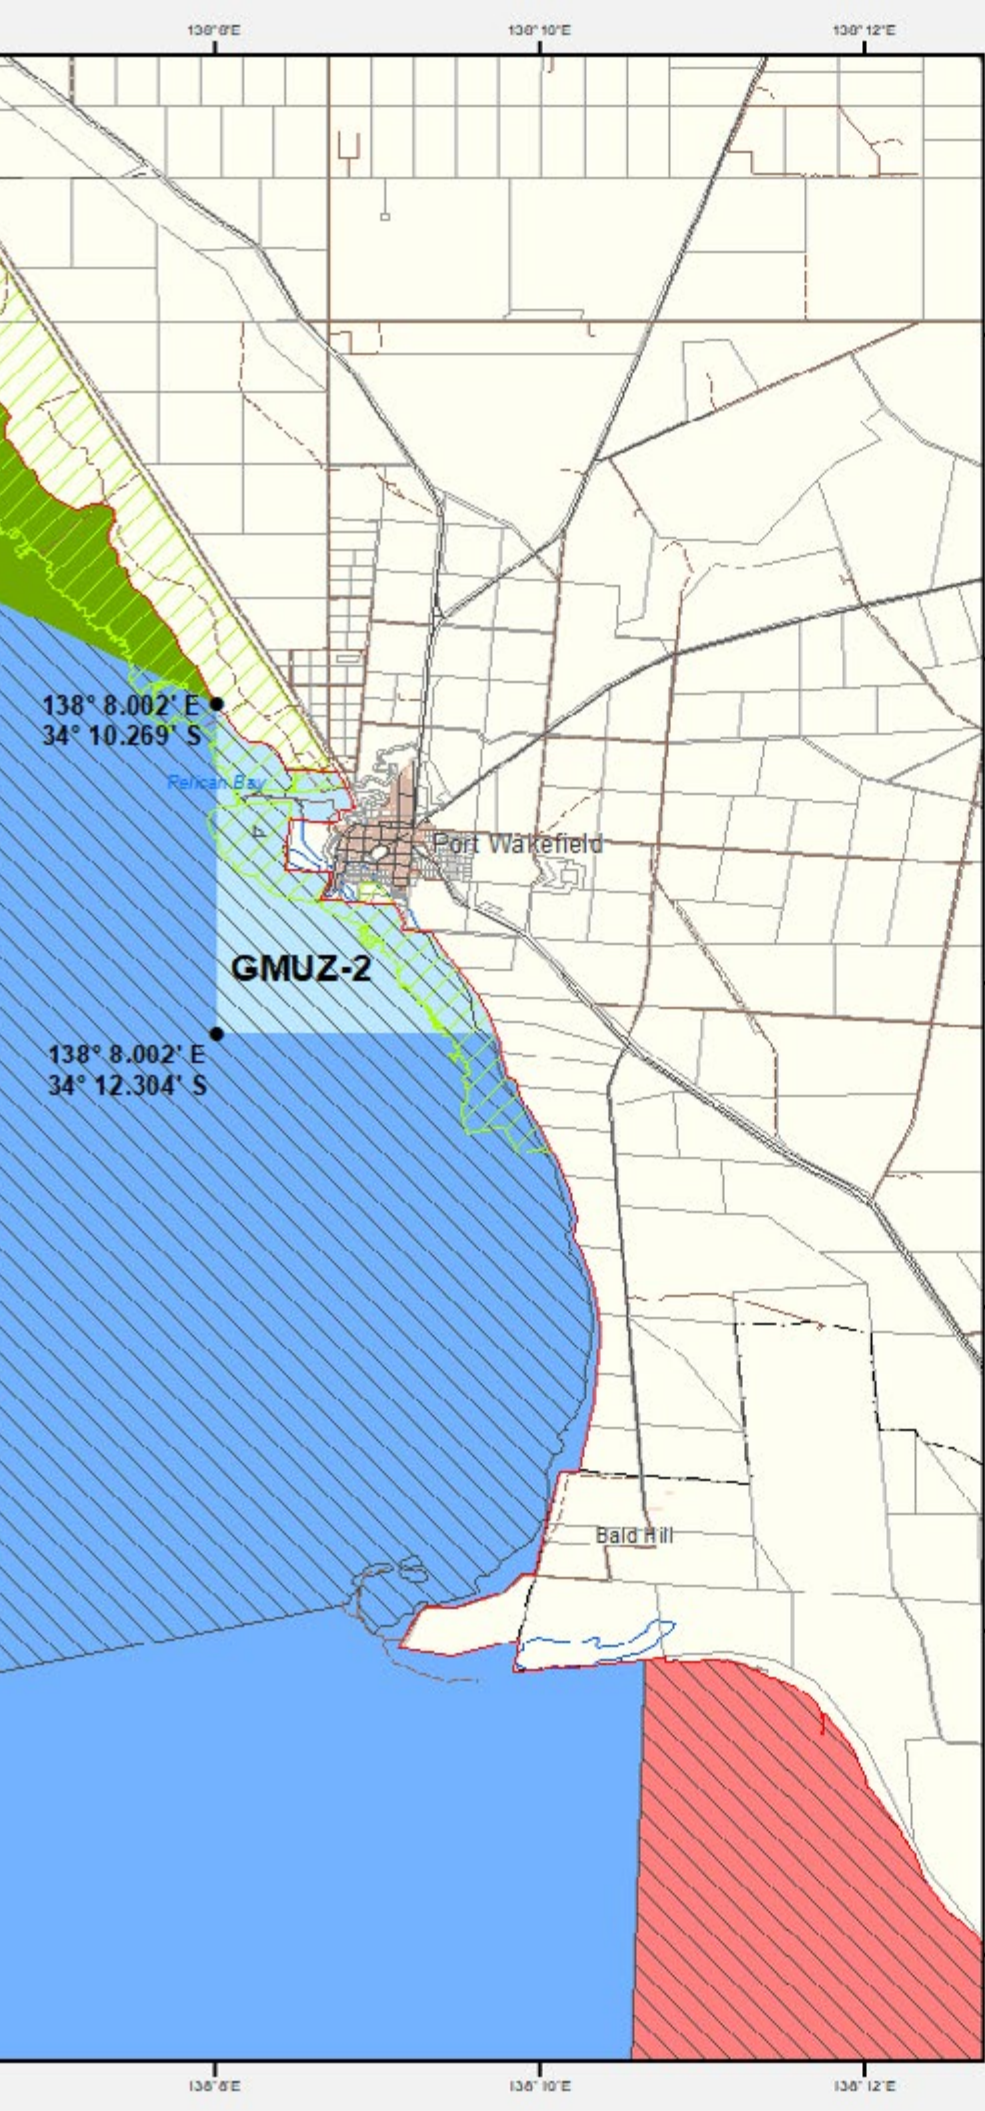 138°8'E
138°10'E
138°12'E
138° 8.002' E
34° 10.269' S
Pelican Bay
Port Wakefield
GMUZ-2
138° 8.002' E
34° 12.304' S
Bald Hill
138°8'E
138°10'E
138°12'E